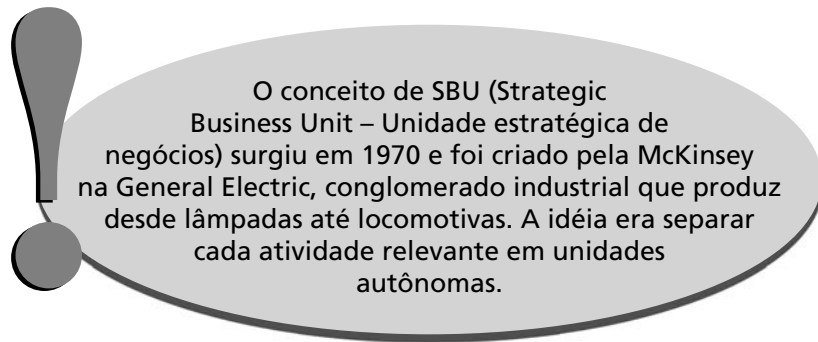 O conceito de SBU (Strategic
Business Unit – Unidade estratégica de
negócios) surgiu em 1970 e foi criado pela McKinsey
na General Electric, conglomerado industrial que produz
desde lâmpadas até locomotivas. A idéia era separar
cada atividade relevante em unidades
autônomas.